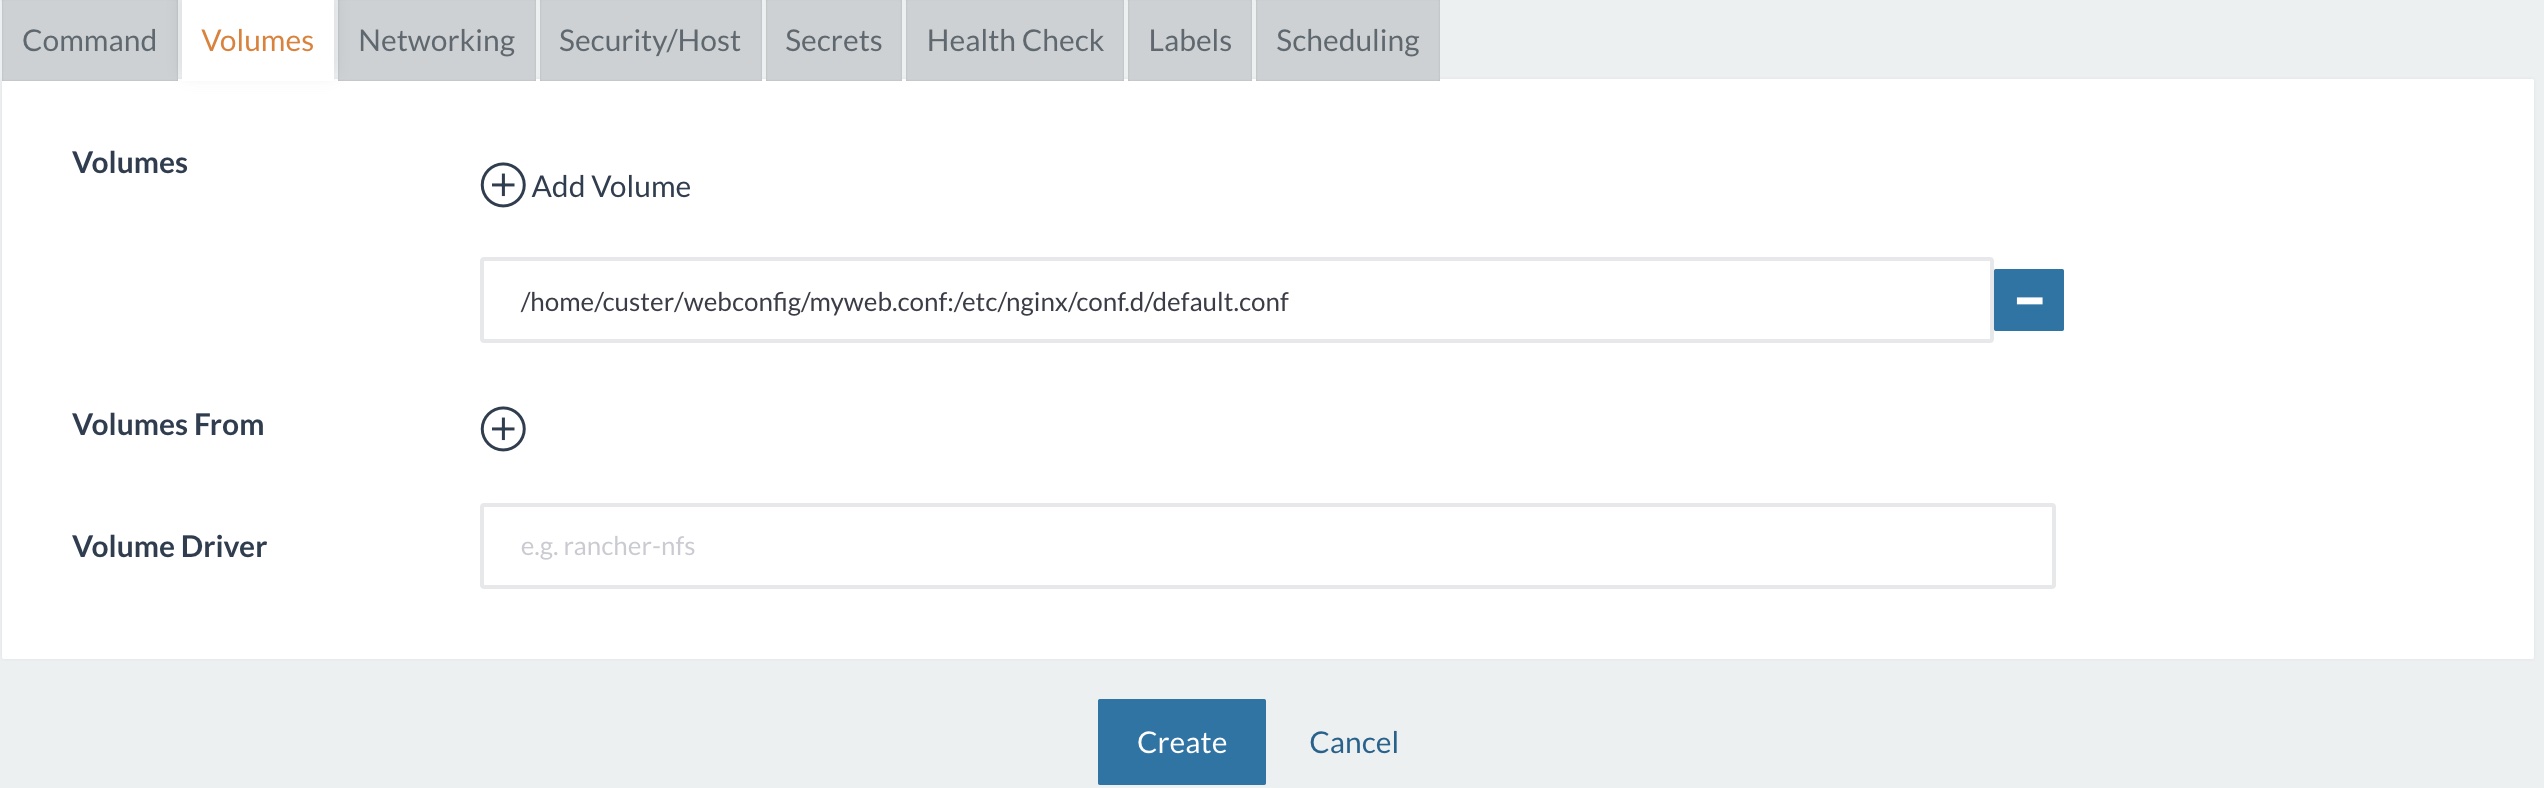 Command Volumes Networking Security/Host Secrets Health Check Labels Scheduling
Volumes
Add Volume
/home/custer/webconfig/myweb.conf:/etc/nginx/conf.d/default.conf
Volumes From
Volume Driver
e.g. rancher-nfs
Create Cancel